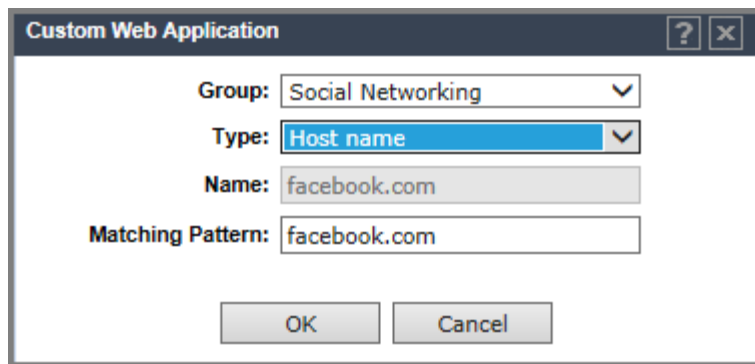 Custom Web Application ? x
Group: Social Networking
Type: Host name
Name: facebook.com
Matching Pattern: facebook.com
OK Cancel